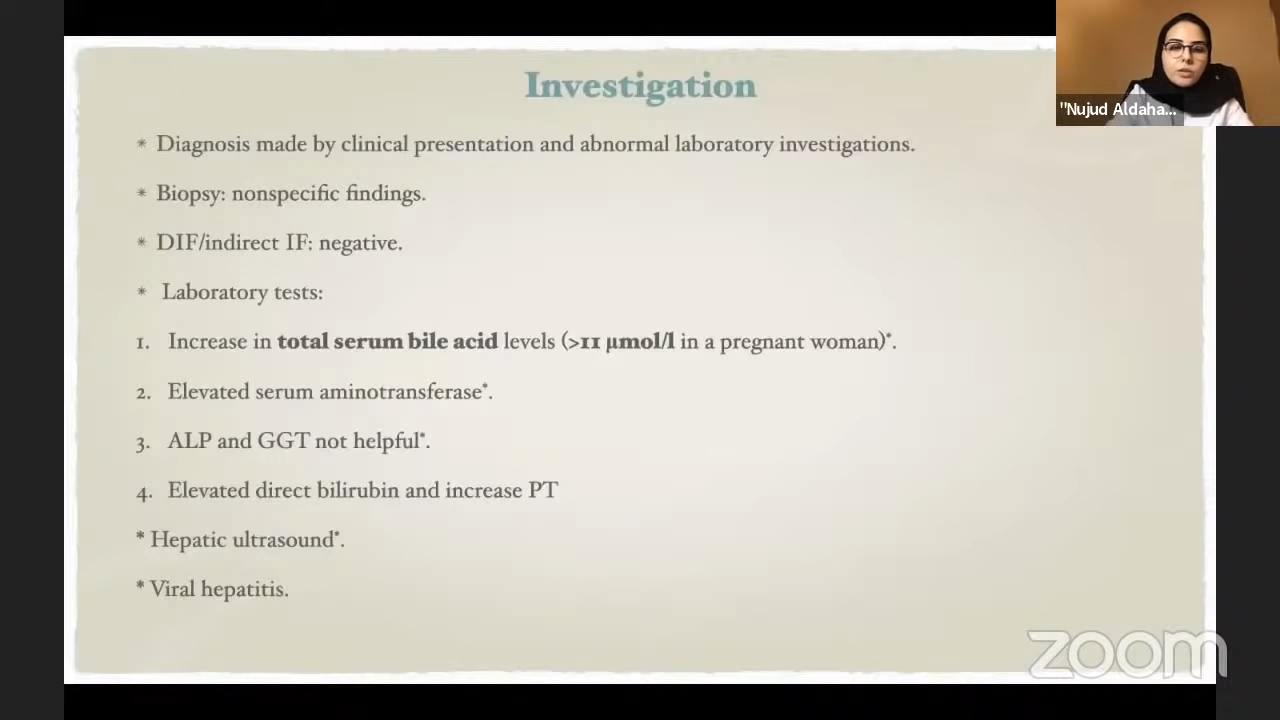 Investigation
* Diagnosis made by clinical presentation and abnormal laboratory investigations.
* Biopsy: nonspecific findings.
* DIF/indirect IF: negative.
* Laboratory tests:
1. Increase in total serum bile acid levels (>11 μmol/l in a pregnant woman)*.
2. Elevated serum aminotransferase*.
3. ALP and GGT not helpful*.
4. Elevated direct bilirubin and increase PT
* Hepatic ultrasound*.
* Viral hepatitis.
"Nujud Aldaha...
zoom